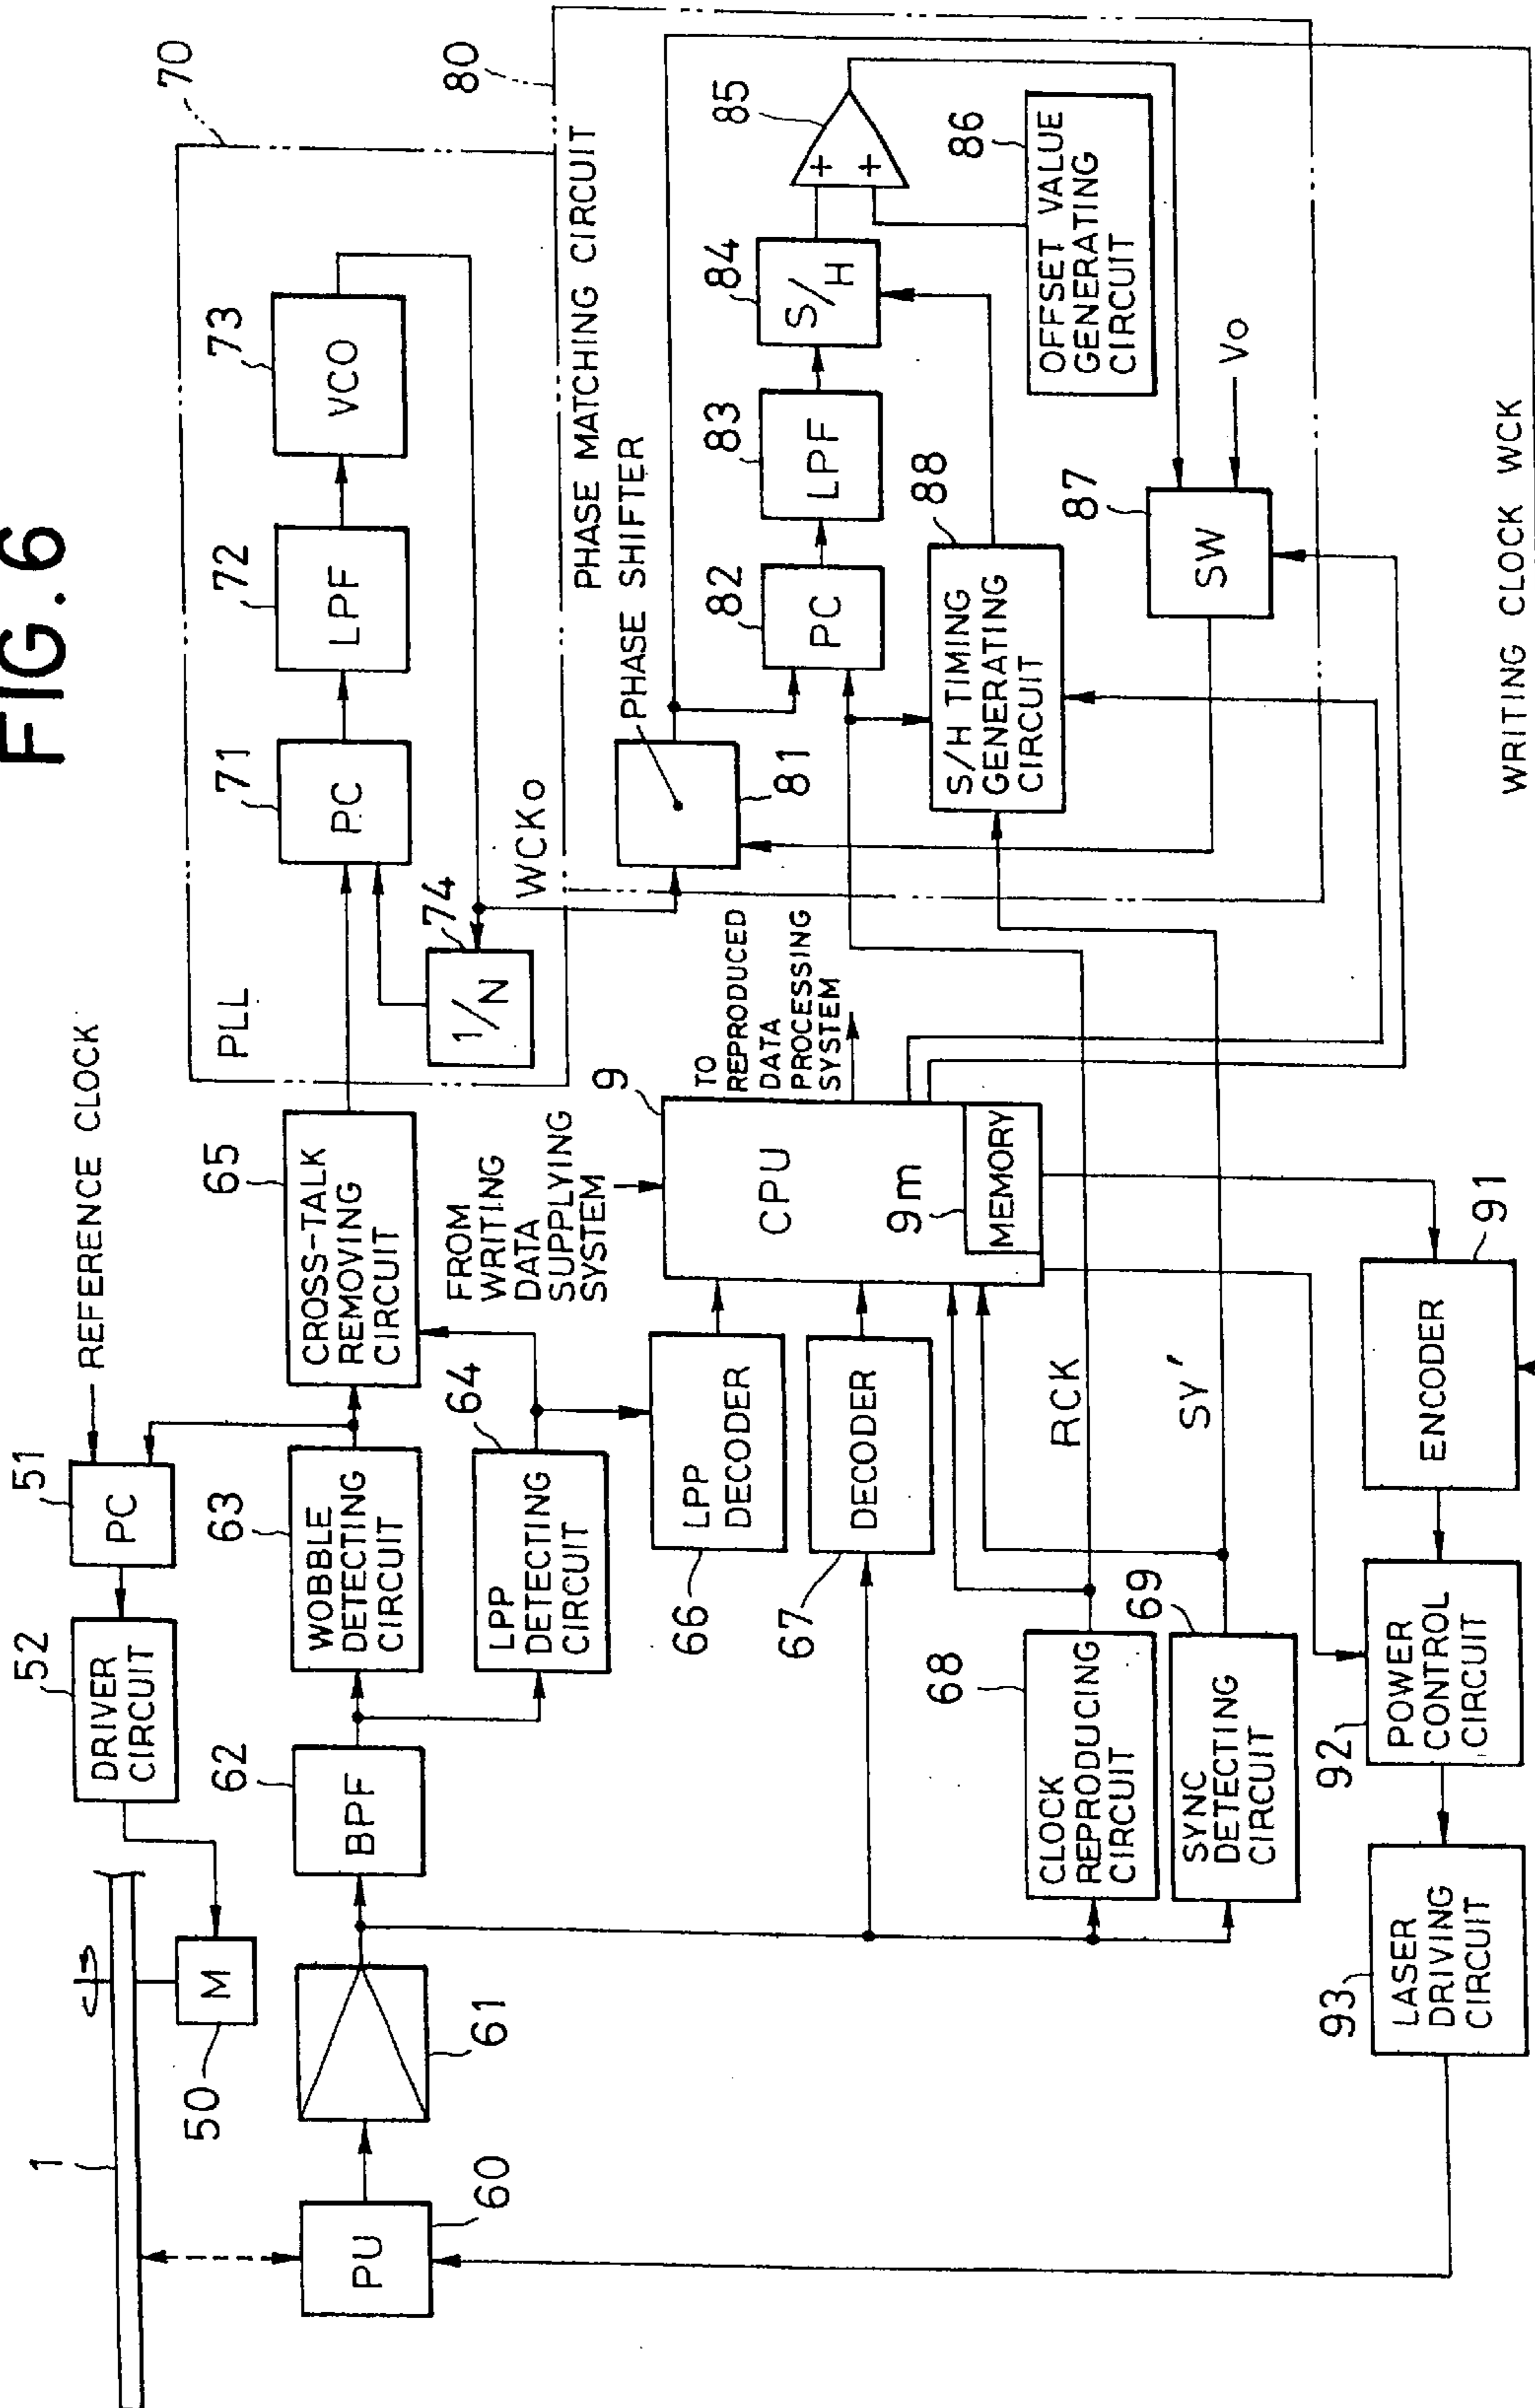 FIG. 6
1
50
M
52
DRIVER
CIRCUIT
51
PC
REFERENCE CLOCK
60
PU
61
62
BPF
63
WOBBLE
DETECTING
CIRCUIT
64
LPP
DETECTING
CIRCUIT
65
CROSS-TALK
REMOVING
CIRCUIT
70
PLL
71
PC
72
LPF
73
VCO
74
1/N
WCKo
80
PHASE MATCHING CIRCUIT
PHASE SHIFTER
81
82
PC
83
LPF
84
S/H
85
+
+
86
OFFSET VALUE
GENERATING
CIRCUIT
88
S/H TIMING
GENERATING
CIRCUIT
87
SW
Vo
FROM
WRITING
DATA
SUPPLYING
SYSTEM
TO
REPRODUCED
DATA
PROCESSING
SYSTEM
9
CPU
9m
MEMORY
66
LPP
DECODER
67
DECODER
68
CLOCK
REPRODUCING
CIRCUIT
RCK
69
SYNC
DETECTING
CIRCUIT
SY'
91
ENCODER
92
POWER
CONTROL
CIRCUIT
93
LASER
DRIVING
CIRCUIT
WRITING CLOCK WCK